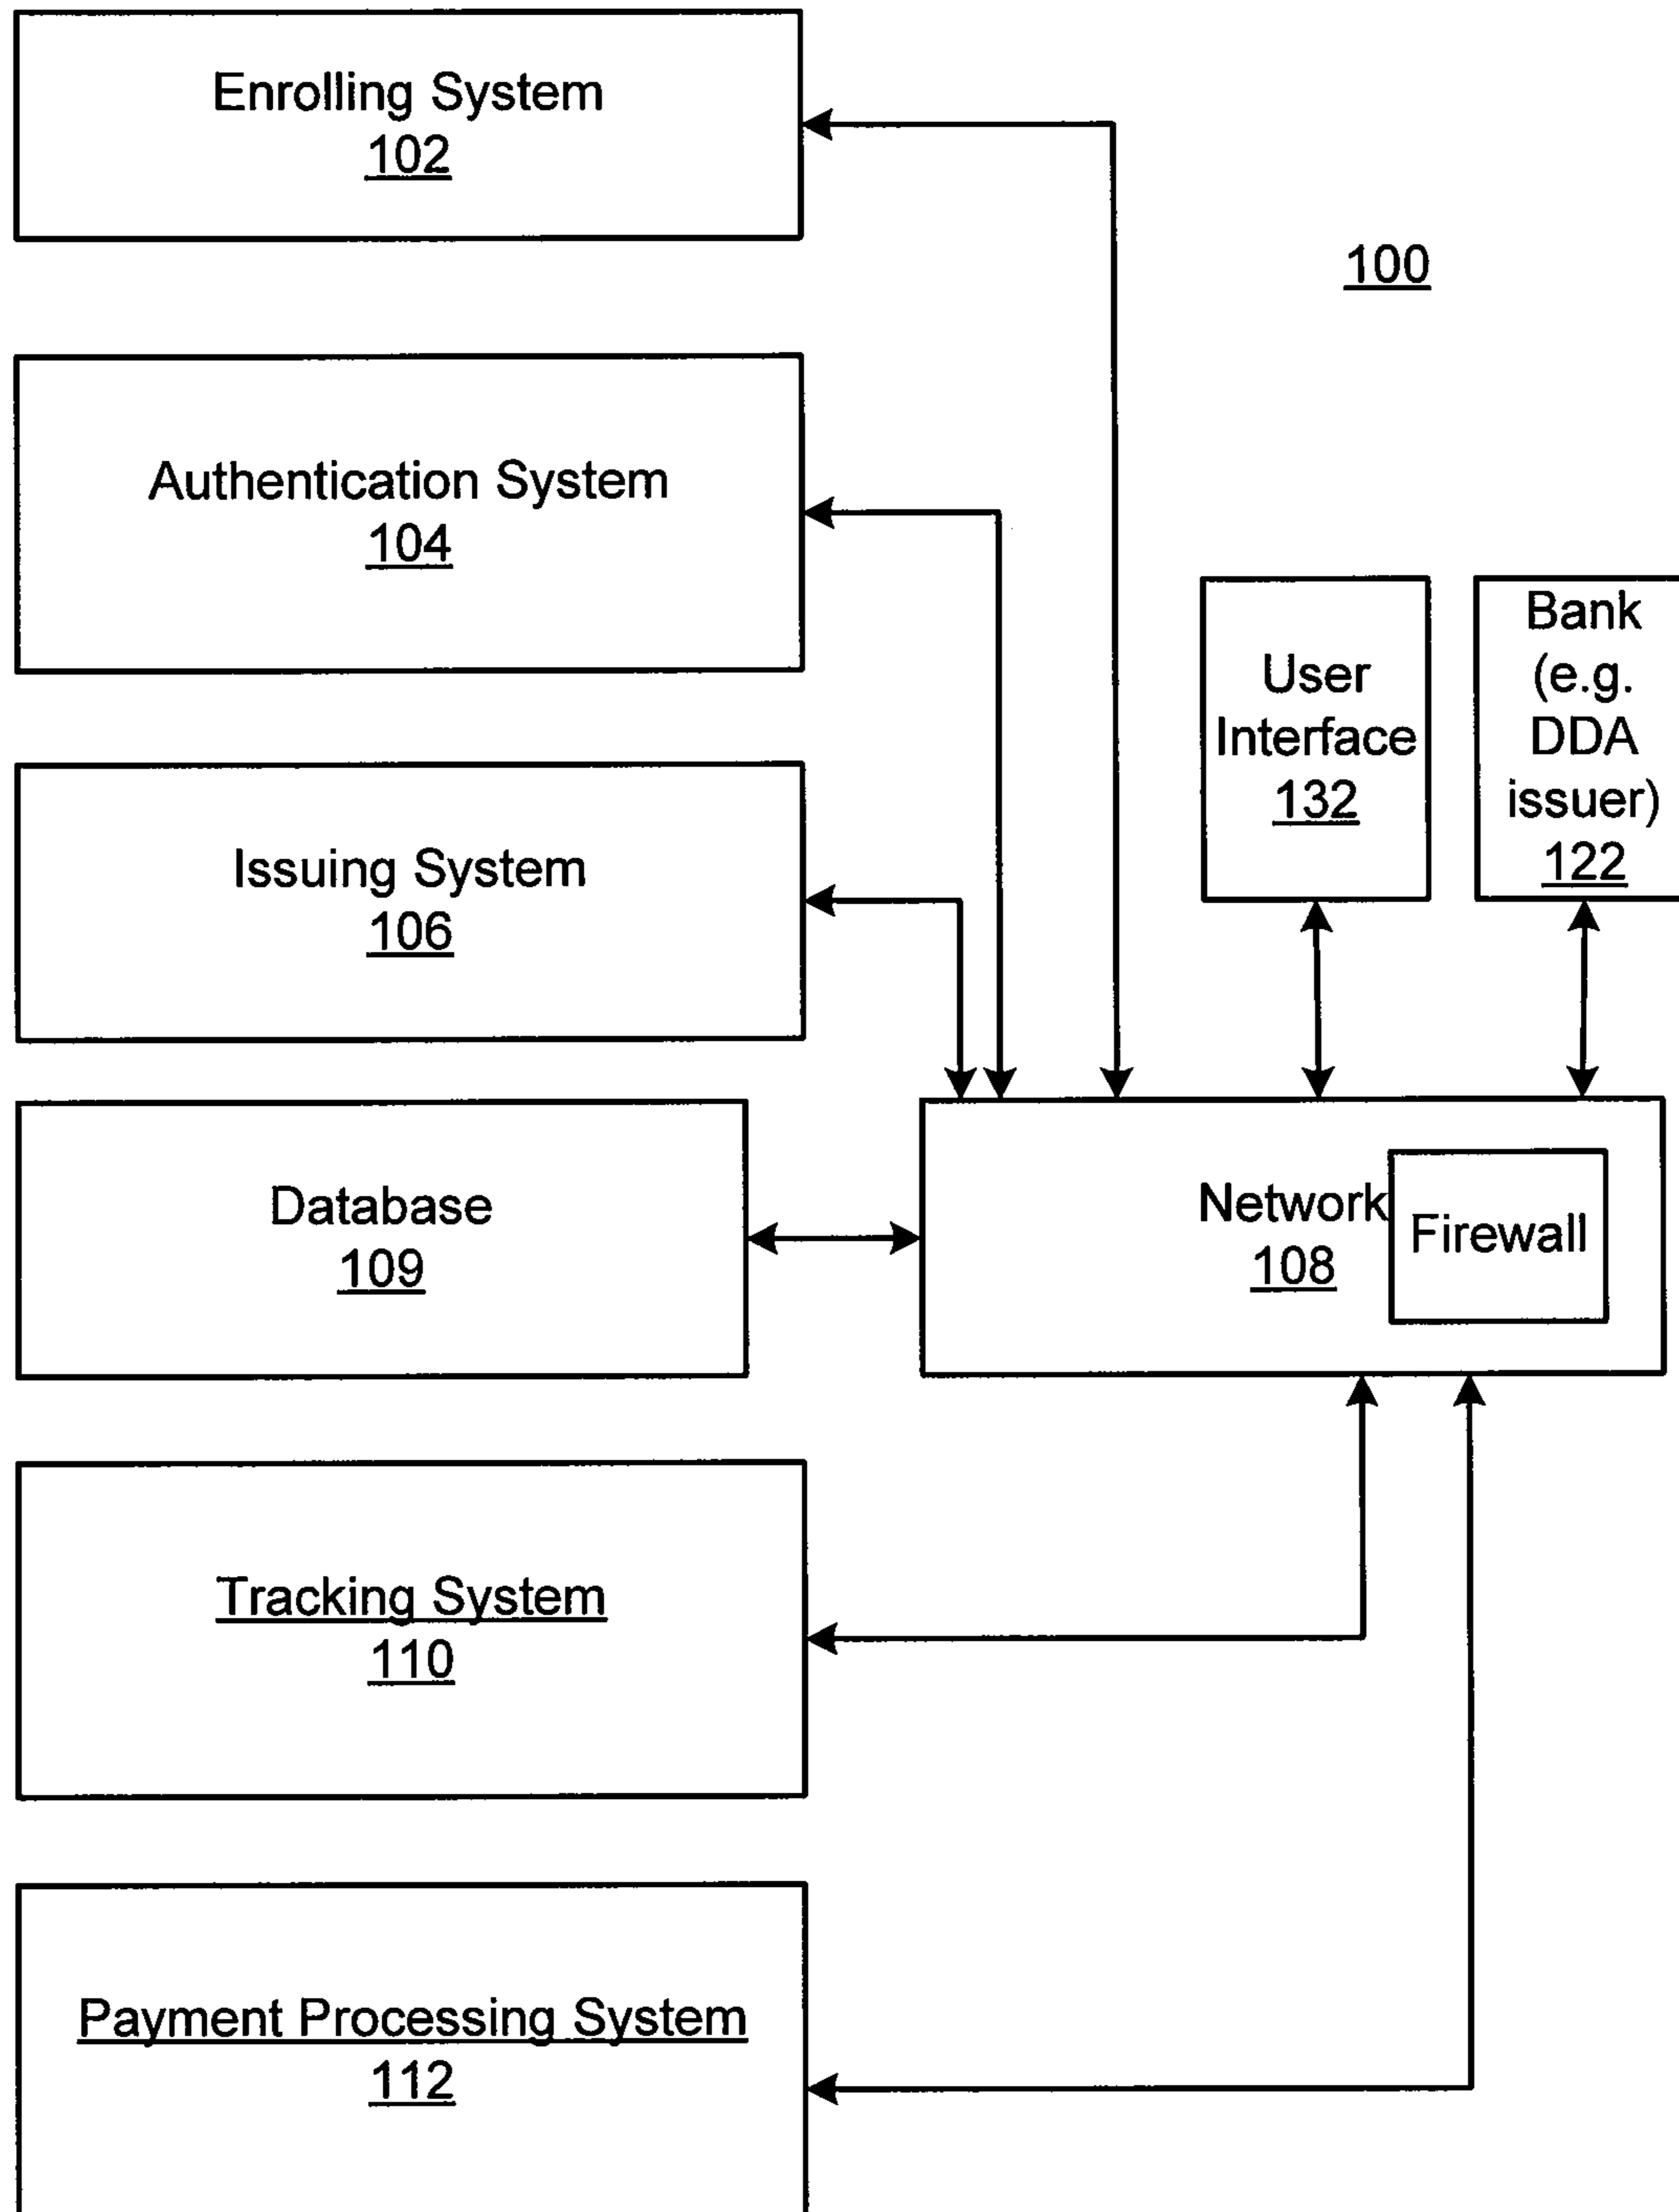 Enrolling System
102
100
Authentication System
104
User
Interface
132
Bank
(e.g.
DDA
issuer)
122
Issuing System
106
Database
109
Network
108
Firewall
Tracking System
110
Payment Processing System
112